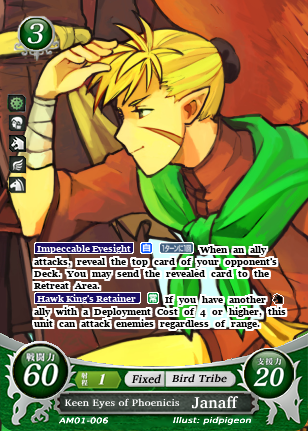 3
Impeccable Eyesight 1ターンに1回 When an ally
attacks, reveal the top card of your opponent's
Deck. You may send the revealed card to the
Retreat Area.
Hawk King's Retainer 常 If you have another
ally with a Deployment Cost of 4 or higher, this
unit can attack enemies regardless of range.
戦闘力
60
射程 1
Fixed
Bird Tribe
支援力
20
Keen Eyes of Phoenicis Janaff
AM01-006
Illust: pidpigeon